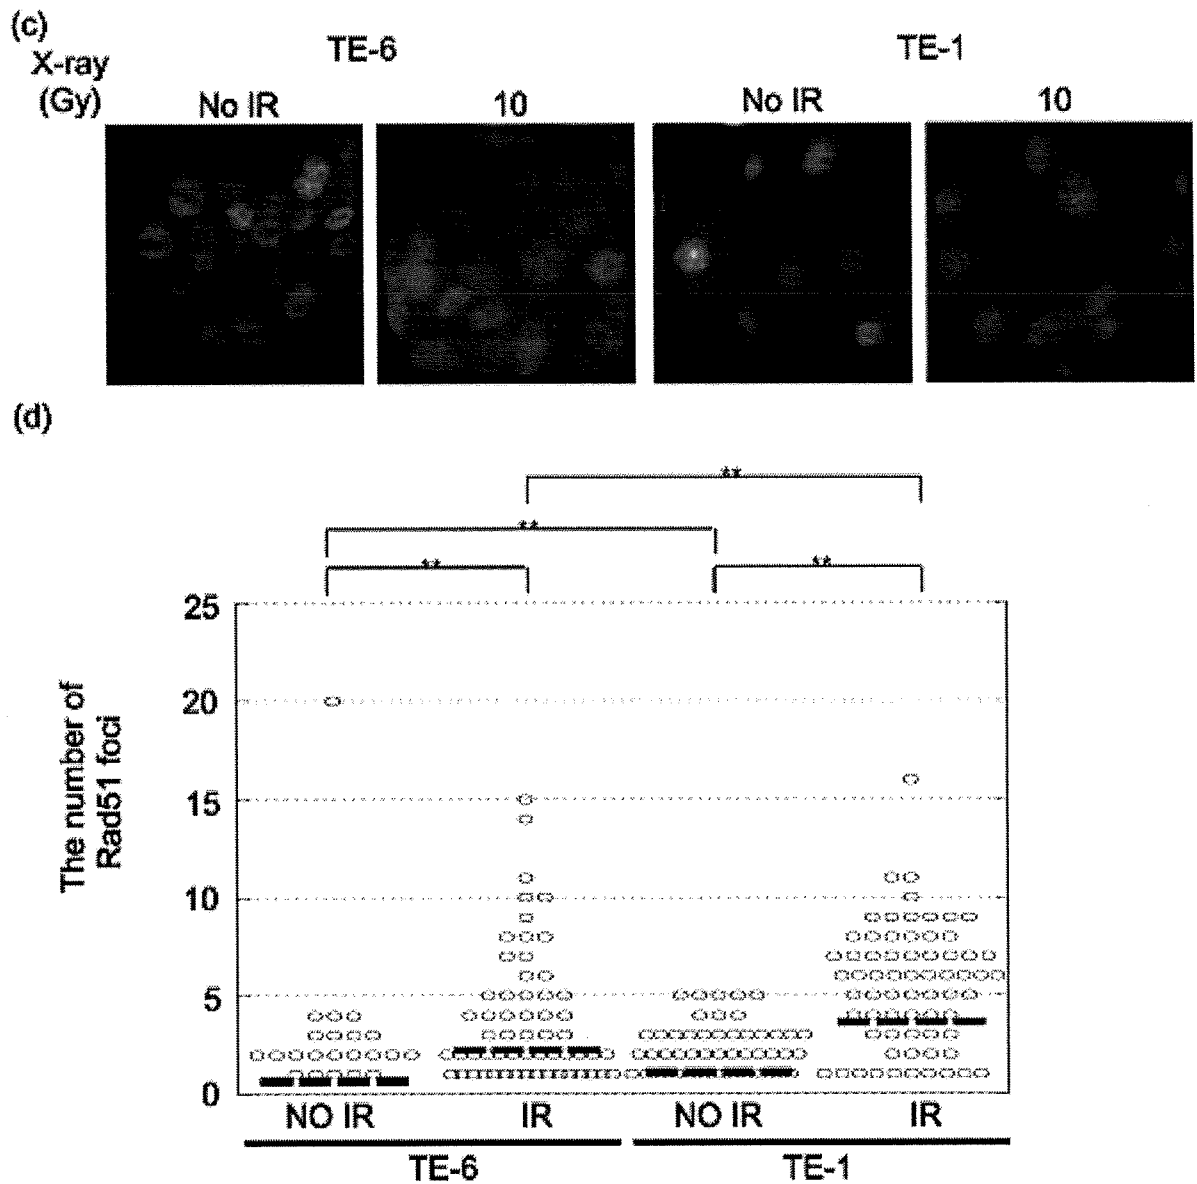 (c)
X-ray
(Gy)
TE-6
TE-1
No IR
10
No IR
10
(d)
**
**
**
**
The number of
Rad51 foci
25
20
15
10
5
0
NO IR
IR
NO IR
IR
TE-6
TE-1